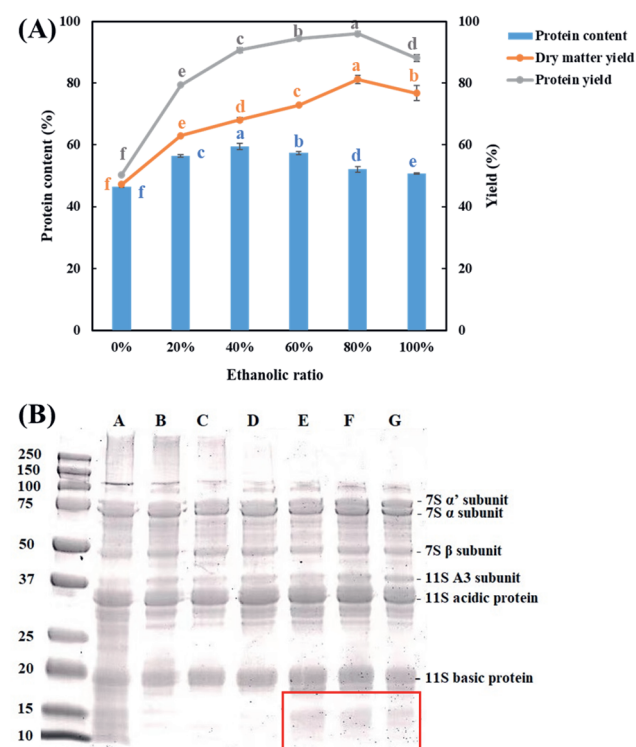 (A)
Protein content
Dry matter yield
Protein yield
100
80
60
40
20
0
Protein content (%)
100
80
60
40
20
0
Yield (%)
f e c b a d
f e d c a b
f c a b d e
0% 20% 40% 60% 80% 100%
Ethanolic ratio
(B)
A B C D E F G
250
150
100
75
50
37
25
20
15
10
7S α' subunit
7S α subunit
7S β subunit
11S A3 subunit
11S acidic protein
11S basic protein